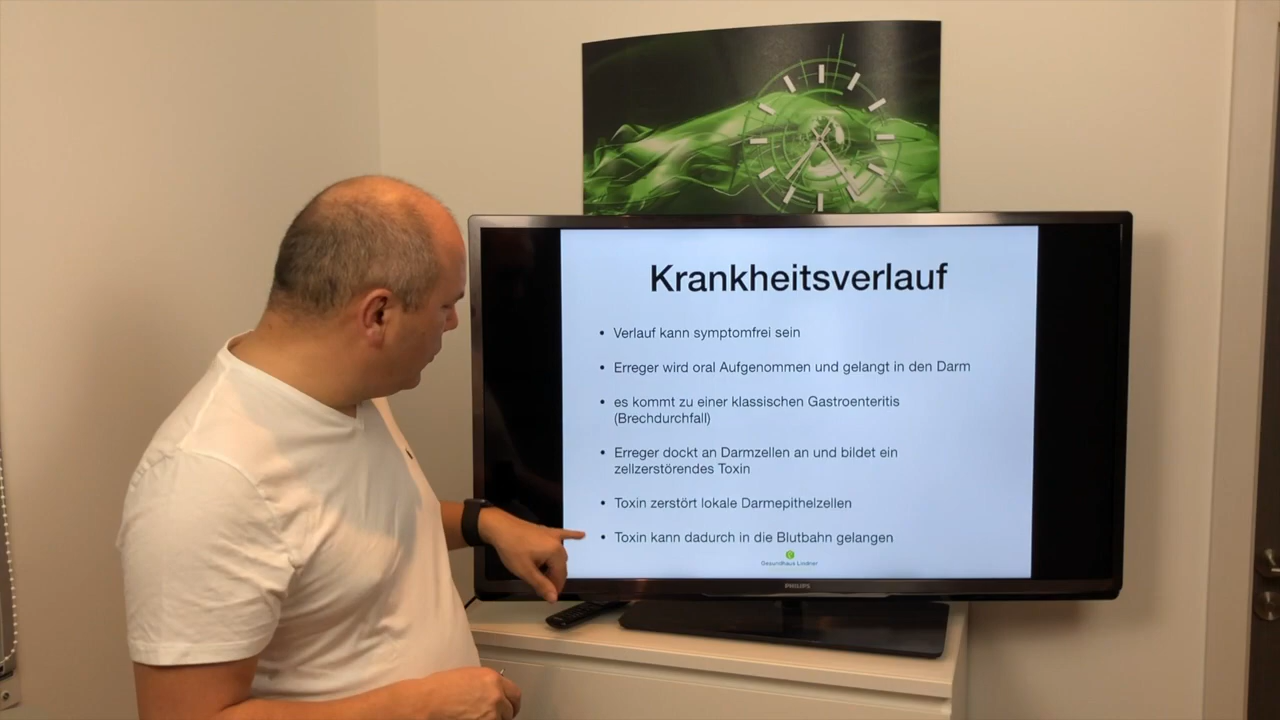 Krankheitsverlauf
• Verlauf kann symptomfrei sein
• Erreger wird oral Aufgenommen und gelangt in den Darm
• es kommt zu einer klassischen Gastroenteritis
(Brechdurchfall)
• Erreger dockt an Darmzellen an und bildet ein
zellzerstörendes Toxin
• Toxin zerstört lokale Darmepithelzellen
• Toxin kann dadurch in die Blutbahn gelangen
Gesundhaus Lindner
PHILIPS